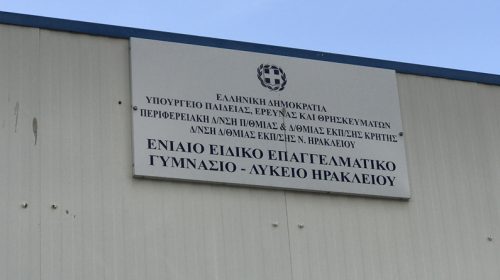 ΕΛΛΗΝΙΚΗ ΔΗΜΟΚΡΑΤΙΑ
ΥΠΟΥΡΓΕΙΟ ΠΑΙΔΕΙΑΣ, ΕΡΕΥΝΑΣ ΚΑΙ ΘΡΗΣΚΕΥΜΑΤΩΝ
ΠΕΡΙΦΕΡΕΙΑΚΗ Δ/ΝΣΗ Π/ΘΜΙΑΣ & Δ/ΘΜΙΑΣ ΕΚΠ/ΣΗΣ ΚΡΗΤΗΣ
Δ/ΝΣΗ Δ/ΘΜΙΑΣ ΕΚΠ/ΣΗΣ Ν. ΗΡΑΚΛΕΙΟΥ
ΕΝΙΑΙΟ ΕΙΔΙΚΟ ΕΠΑΓΓΕΛΜΑΤΙΚΟ
ΓΥΜΝΑΣΙΟ - ΛΥΚΕΙΟ ΗΡΑΚΛΕΙΟΥ